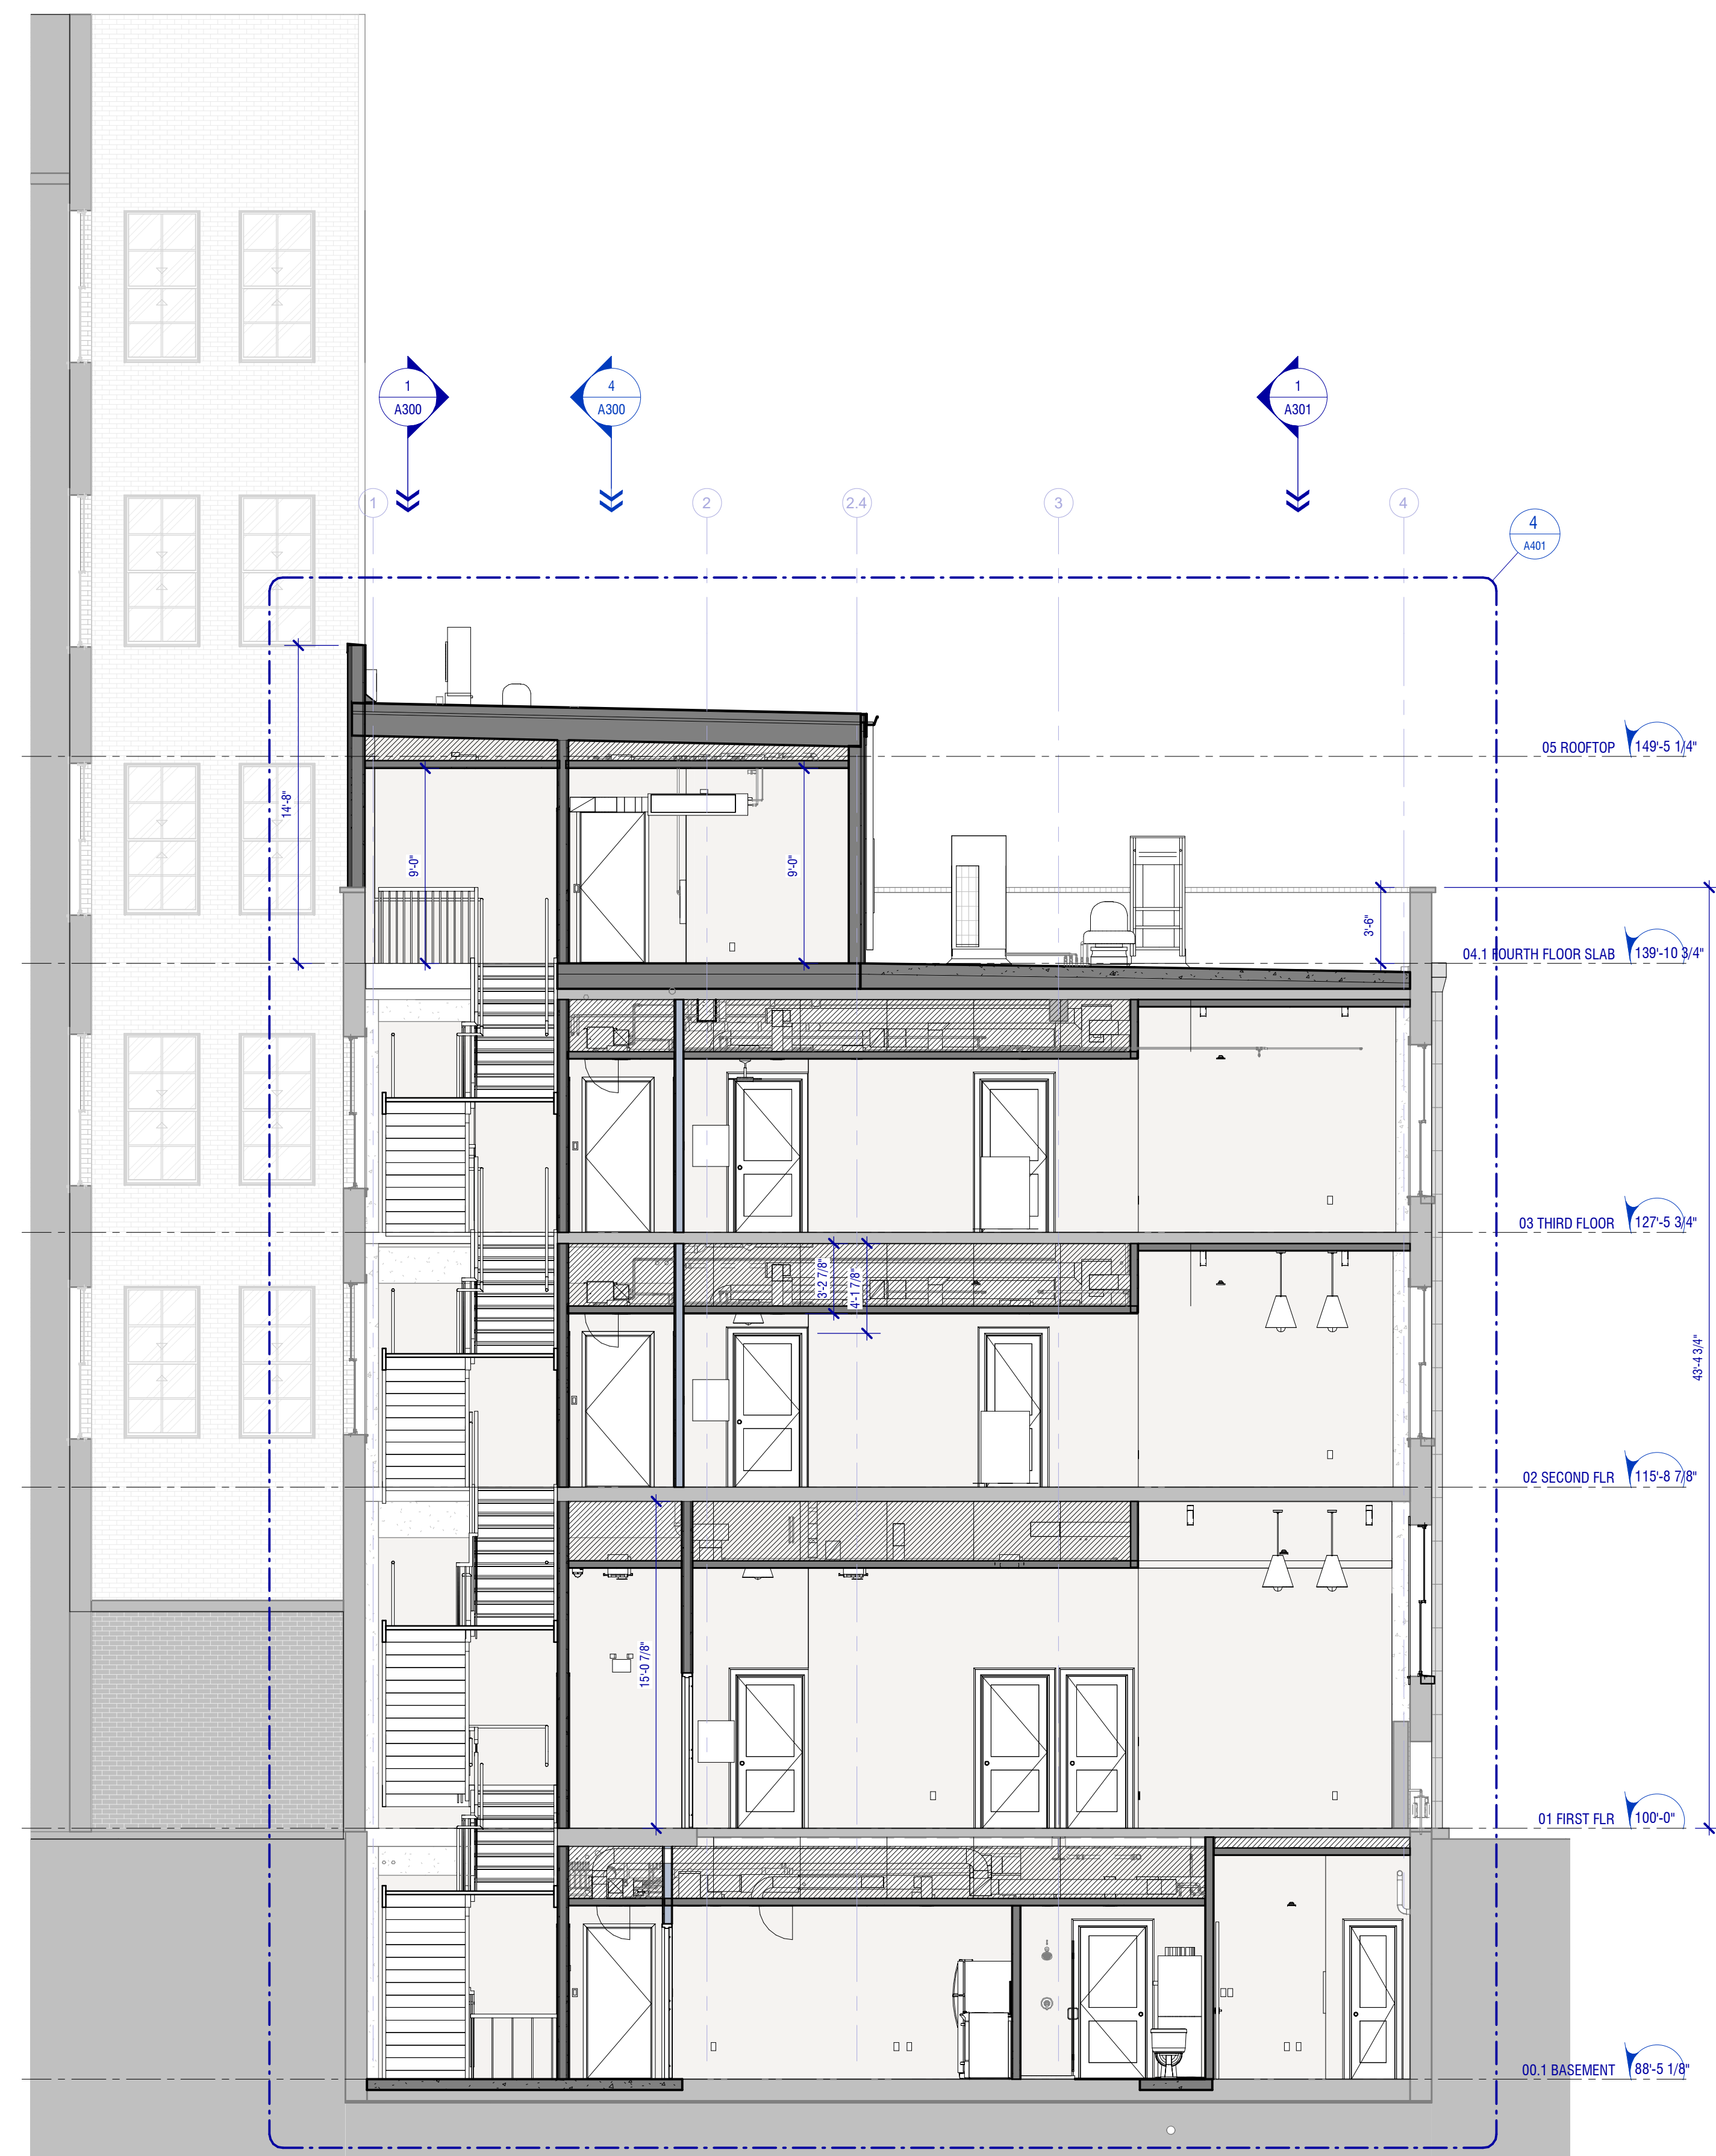 1
A300
4
A300
1
A301
1
2
2.4
3
4
4
A401
05 ROOFTOP 149'-5 1/4"
14'-8"
9'-0"
9'-0"
3'-6"
04.1 FOURTH FLOOR SLAB 139'-10 3/4"
03 THIRD FLOOR 127'-5 3/4"
3'-2 7/8"
4'-1 7/8"
43'-4 3/4"
02 SECOND FLR 115'-8 7/8"
15'-0 7/8"
01 FIRST FLR 100'-0"
00.1 BASEMENT 88'-5 1/8"